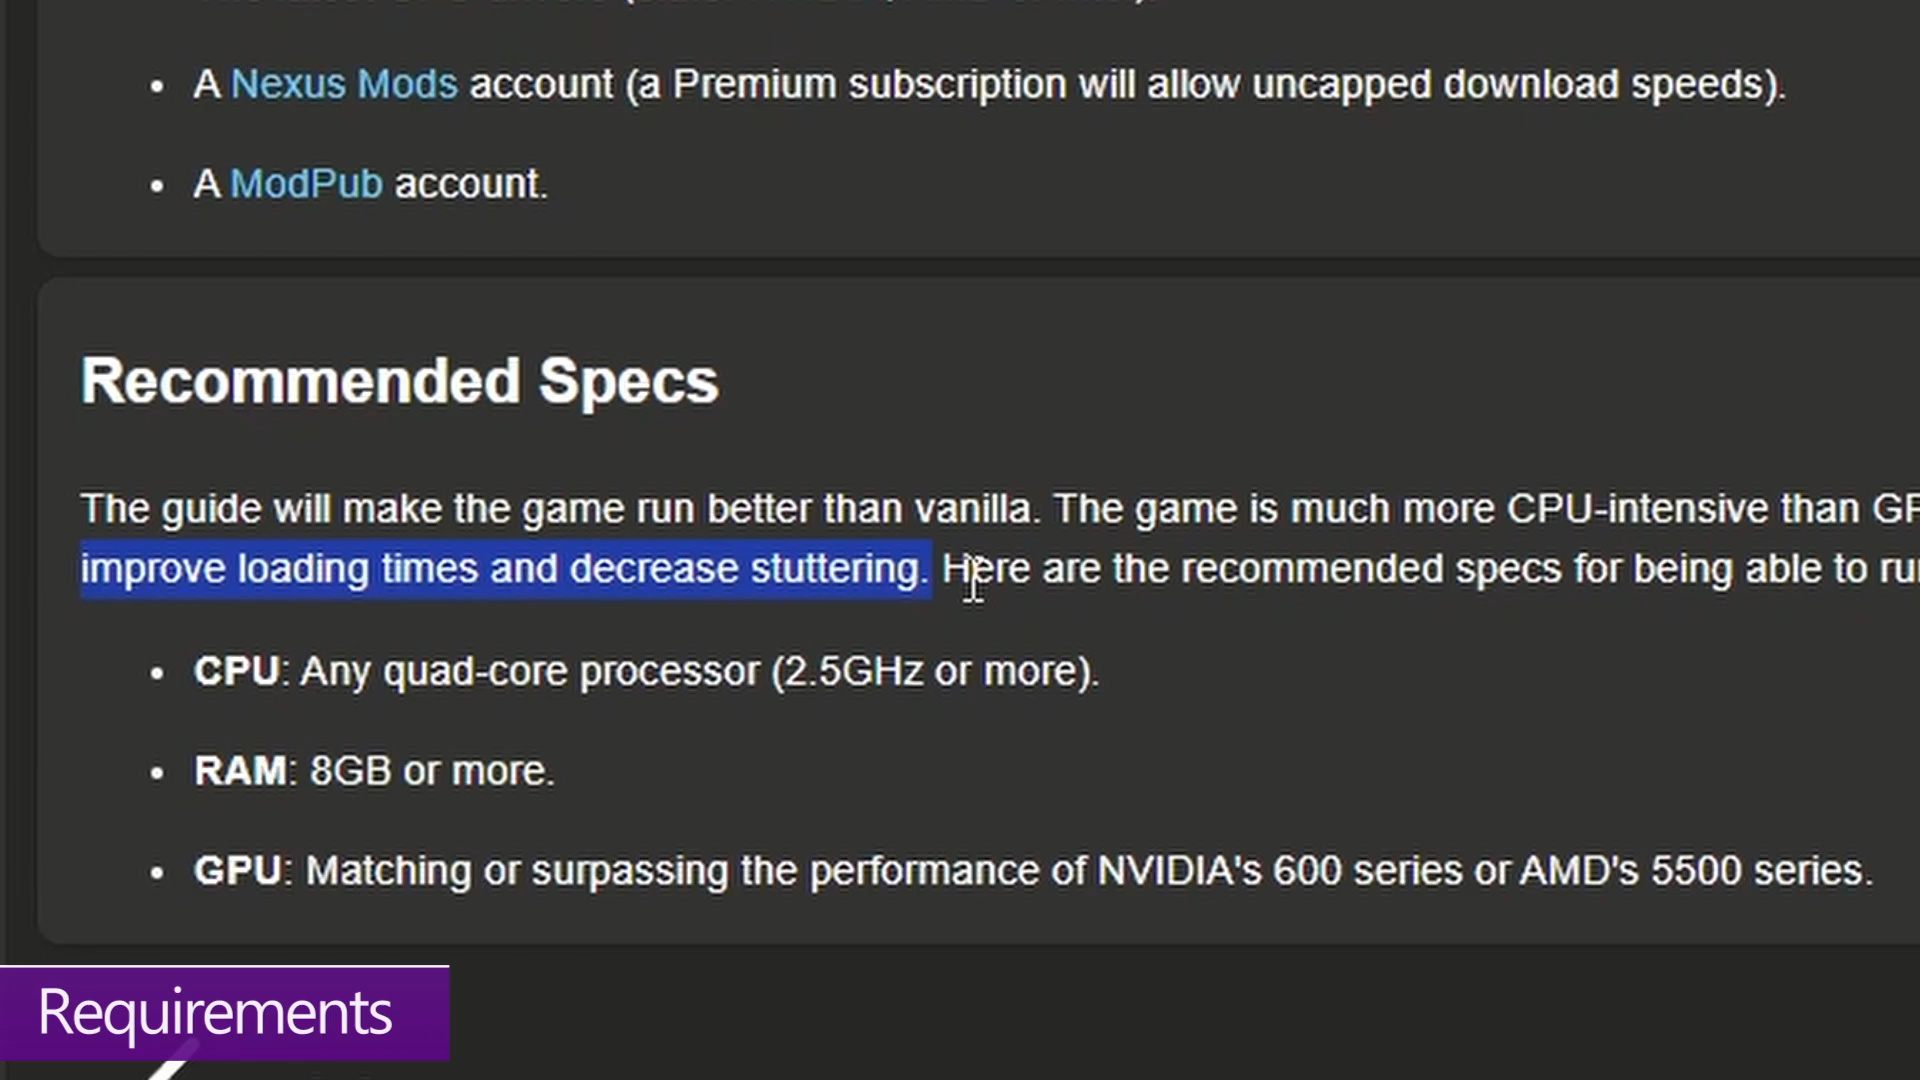 A Nexus Mods account (a Premium subscription will allow uncapped download speeds).
A ModPub account.
Recommended Specs
The guide will make the game run better than vanilla. The game is much more CPU-intensive than
improve loading times and decrease stuttering. Here are the recommended specs for being able to
CPU: Any quad-core processor (2.5GHz or more).
RAM: 8GB or more.
GPU: Matching or surpassing the performance of NVIDIA's 600 series or AMD's 5500 series.
Requirements